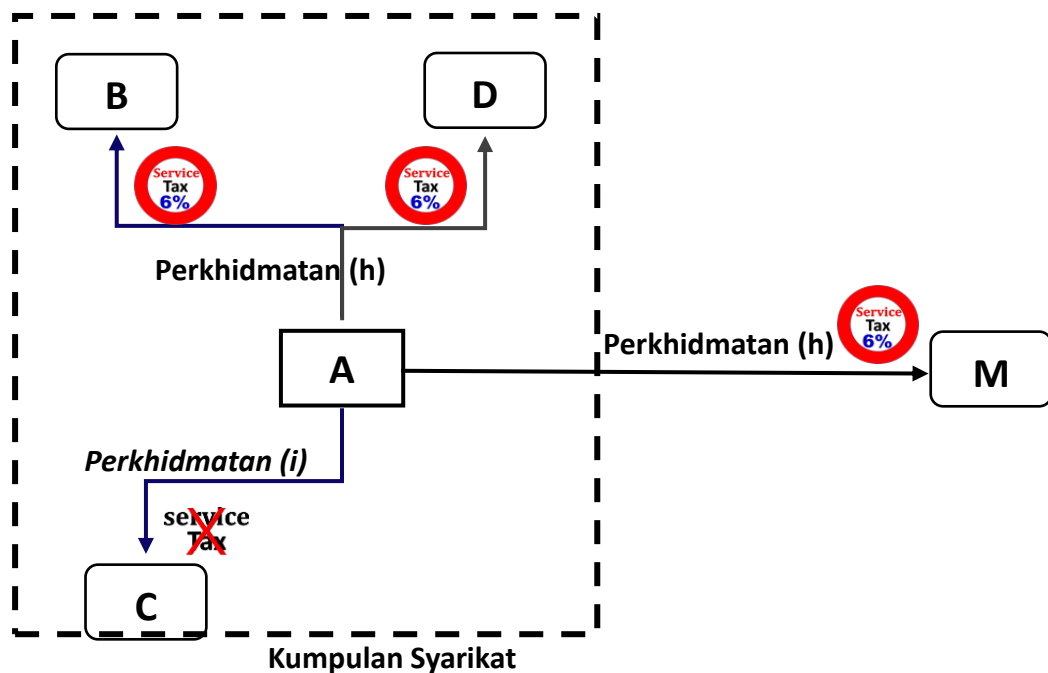 B
D
Service
Tax
6%
Service
Tax
6%
Perkhidmatan (h)
Service
Tax
6%
Perkhidmatan (h)
A
M
Perkhidmatan (i)
service
Tax
C
Kumpulan Syarikat